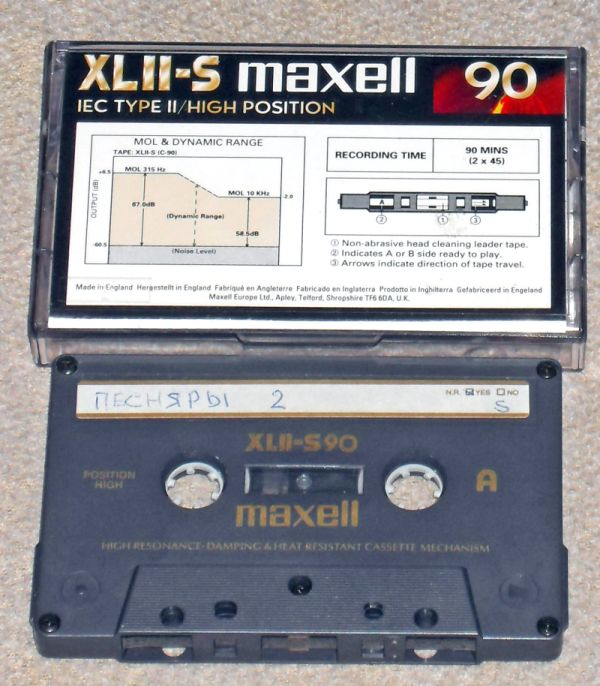 XLII-S maxell 90
IEC TYPE II/HIGH POSITION
MOL & DYNAMIC RANGE
TAPE: XLII-S (C-90)
+6.5
MOL 315 Hz
MOL 10 KHz
-2.0
OUTPUT (dB)
67.0dB
(Dynamic Range)
58.5dB
-60.5
(Noise Level)
RECORDING TIME
90 MINS
(2 x 45)
A
② ① ③
① Non-abrasive head cleaning leader tape.
② Indicates A or B side ready to play.
③ Arrows indicate direction of tape travel.
Made in England Hergestellt in England Fabriqué en Angleterre Fabricado en Inglaterra Prodotto in Inghilterra Gefabriceerd in Engeland
Maxell Europe Ltd., Apley, Telford, Shropshire TF6 6DA, U.K.
ПЕСНЯРЫ 2
N.R. ☑YES ☐NO
S
XLII-S90
POSITION
HIGH
A
maxell
HIGH RESONANCE-DAMPING & HEAT RESISTANT CASSETTE MECHANISM